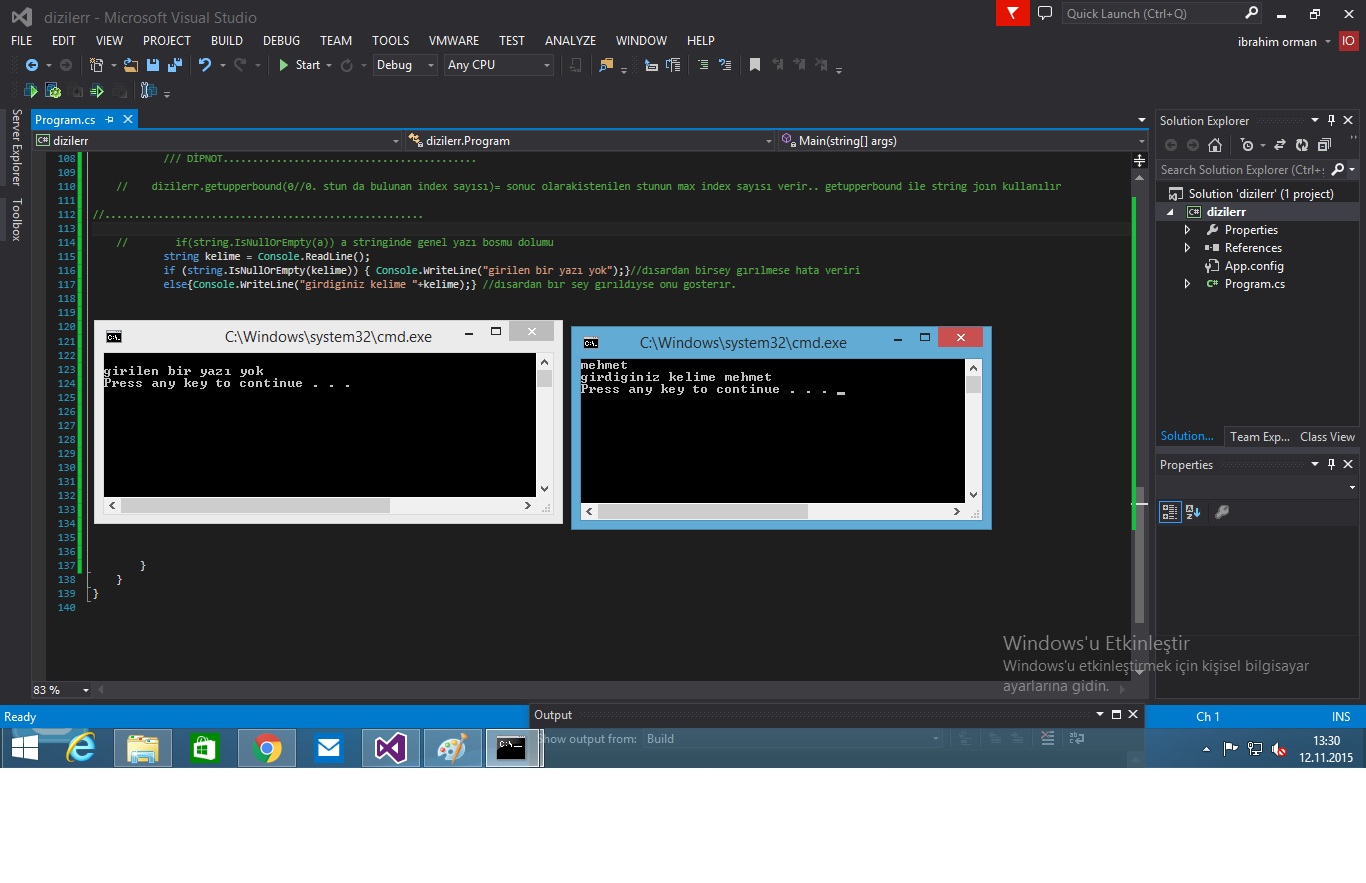 dizilerr - Microsoft Visual Studio
Quick Launch (Ctrl+Q)
FILE EDIT VIEW PROJECT BUILD DEBUG TEAM TOOLS VMWARE TEST ANALYZE WINDOW HELP
ibrahim orman IO
Start Debug Any CPU
Server Explorer
Toolbox
Program.cs
C# dizilerr
dizilerr.Program
Main(string[] args)
108 /// DİPNOT..........................................
109
110 // dizilerr.getupperbound(0//0. stun da bulunan index sayısı)= sonuc olarakistenilen stunun max index sayısı verir.. getupperbound ile string joın kullanılır
111
112 //.....................................................
113
114 // if(string.IsNullOrEmpty(a)) a stringinde genel yazı bosmu dolumu
115 string kelime = Console.ReadLine();
116 if (string.IsNullOrEmpty(kelime)) { Console.WriteLine("girilen bir yazı yok");}//dısardan birsey gırılmese hata veriri
117 else{Console.WriteLine("girdiginiz kelime "+kelime);} //disardan bır sey gırıldıyse onu gosterır.
118
119
120
121
122
123
124
125
126
127
128
129
130
131
132
133
134
135
136
137 }
138 }
139 }
140
C:\Windows\system32\cmd.exe
girilen bir yazı yok
Press any key to continue . . .
C:\Windows\system32\cmd.exe
mehmet
girdiginiz kelime mehmet
Press any key to continue . . . _
Solution Explorer
Search Solution Explorer (Ctrl+;
Solution 'dizilerr' (1 project)
C# dizilerr
Properties
References
App.config
C# Program.cs
Solution... Team Exp... Class View
Properties
Windows'u Etkinleştir
Windows'u etkinleştirmek için kişisel bilgisayar
ayarlarına gidin.
83 %
Ready
Output
Ch 1
INS
how output from: Build
13:30
12.11.2015